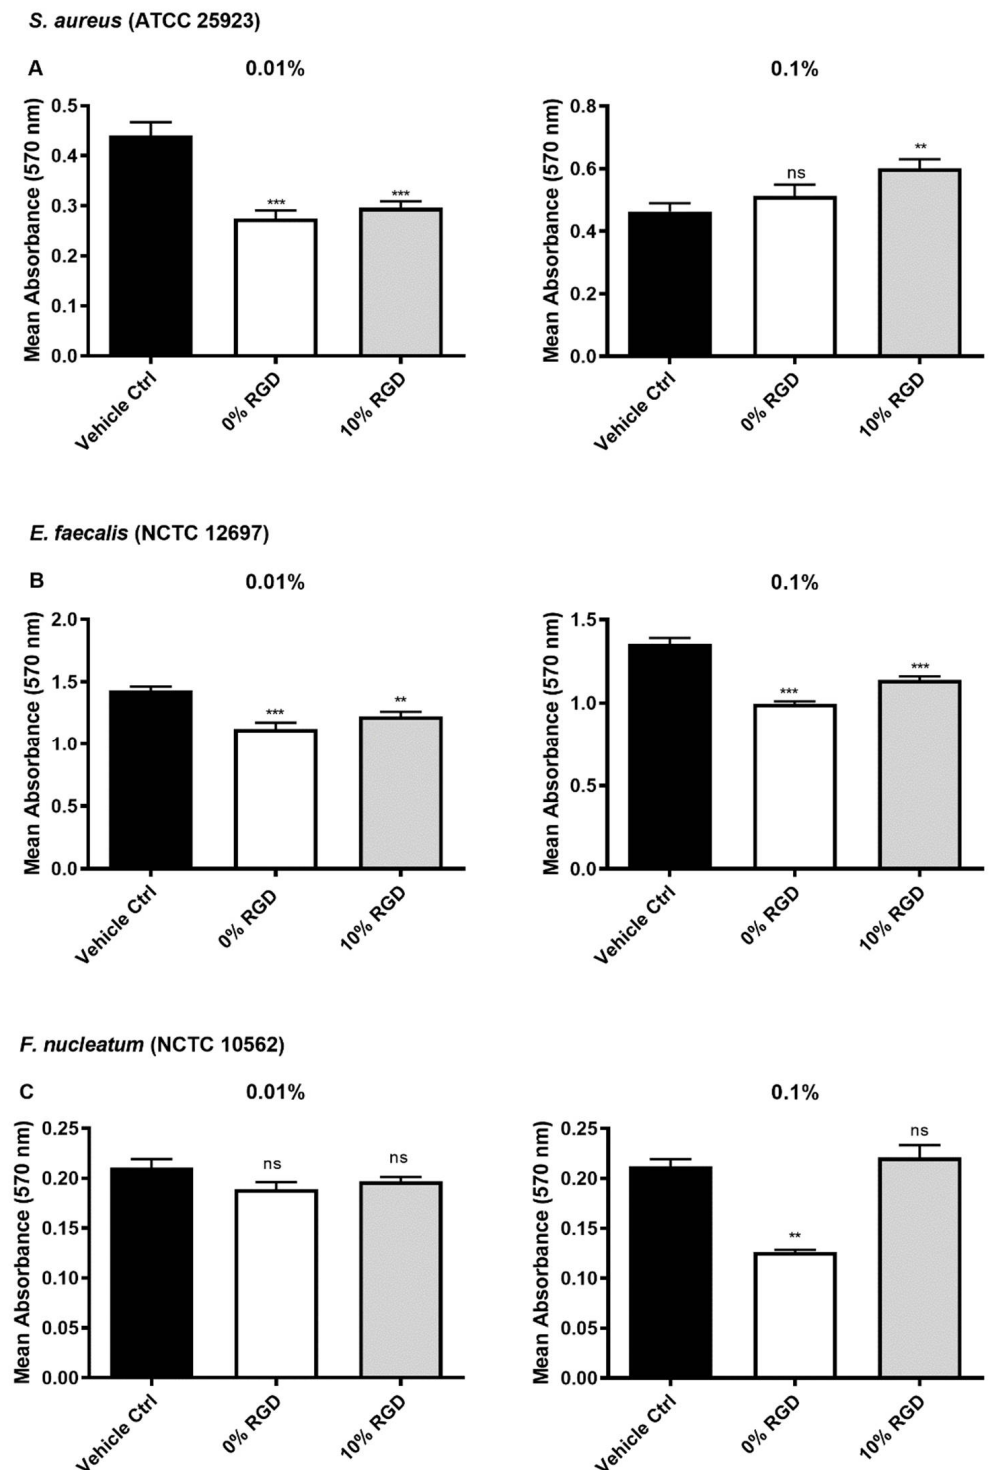 S. aureus (ATCC 25923)
A
0.01%
0.1%
Mean Absorbance (570 nm)
0.5
0.4
0.3
0.2
0.1
0.0
***
***
Vehicle Ctrl
0% RGD
10% RGD
Mean Absorbance (570 nm)
0.8
0.6
0.4
0.2
0.0
ns
**
Vehicle Ctrl
0% RGD
10% RGD
E. faecalis (NCTC 12697)
B
0.01%
0.1%
Mean Absorbance (570 nm)
2.0
1.5
1.0
0.5
0.0
***
**
Vehicle Ctrl
0% RGD
10% RGD
Mean Absorbance (570 nm)
1.5
1.0
0.5
0.0
***
***
Vehicle Ctrl
0% RGD
10% RGD
F. nucleatum (NCTC 10562)
C
0.01%
0.1%
Mean Absorbance (570 nm)
0.25
0.20
0.15
0.10
0.05
0.00
ns
ns
Vehicle Ctrl
0% RGD
10% RGD
Mean Absorbance (570 nm)
0.25
0.20
0.15
0.10
0.05
0.00
**
ns
Vehicle Ctrl
0% RGD
10% RGD